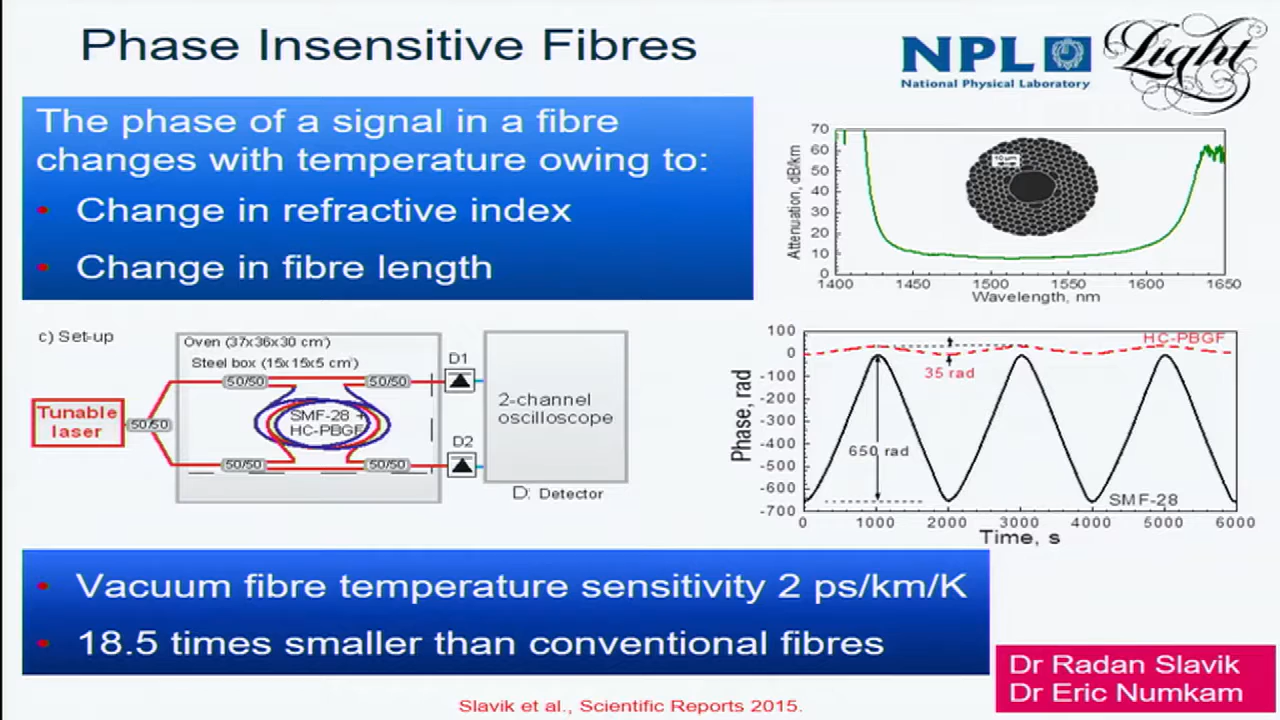 Phase Insensitive Fibres
NPL
National Physical Laboratory
Light
The phase of a signal in a fibre
changes with temperature owing to:
• Change in refractive index
• Change in fibre length
70
60
50
40
30
20
10
0
Attenuation, dB/km
10 µm
1400 1450 1500 1550 1600 1650
Wavelength, nm
c) Set-up
Oven (37x36x30 cm³)
Steel box (15x15x5 cm³)
Tunable
laser
50/50
50/50
50/50
50/50
50/50
SMF-28 +
HC-PBGF
D1
D2
2-channel
oscilloscope
D: Detector
100
0
-100
-200
-300
-400
-500
-600
-700
Phase, rad
HC-PBGF
35 rad
650 rad
SMF-28
0 1000 2000 3000 4000 5000 6000
Time, s
• Vacuum fibre temperature sensitivity 2 ps/km/K
• 18.5 times smaller than conventional fibres
Dr Radan Slavik
Dr Eric Numkam
Slavik et al., Scientific Reports 2015.